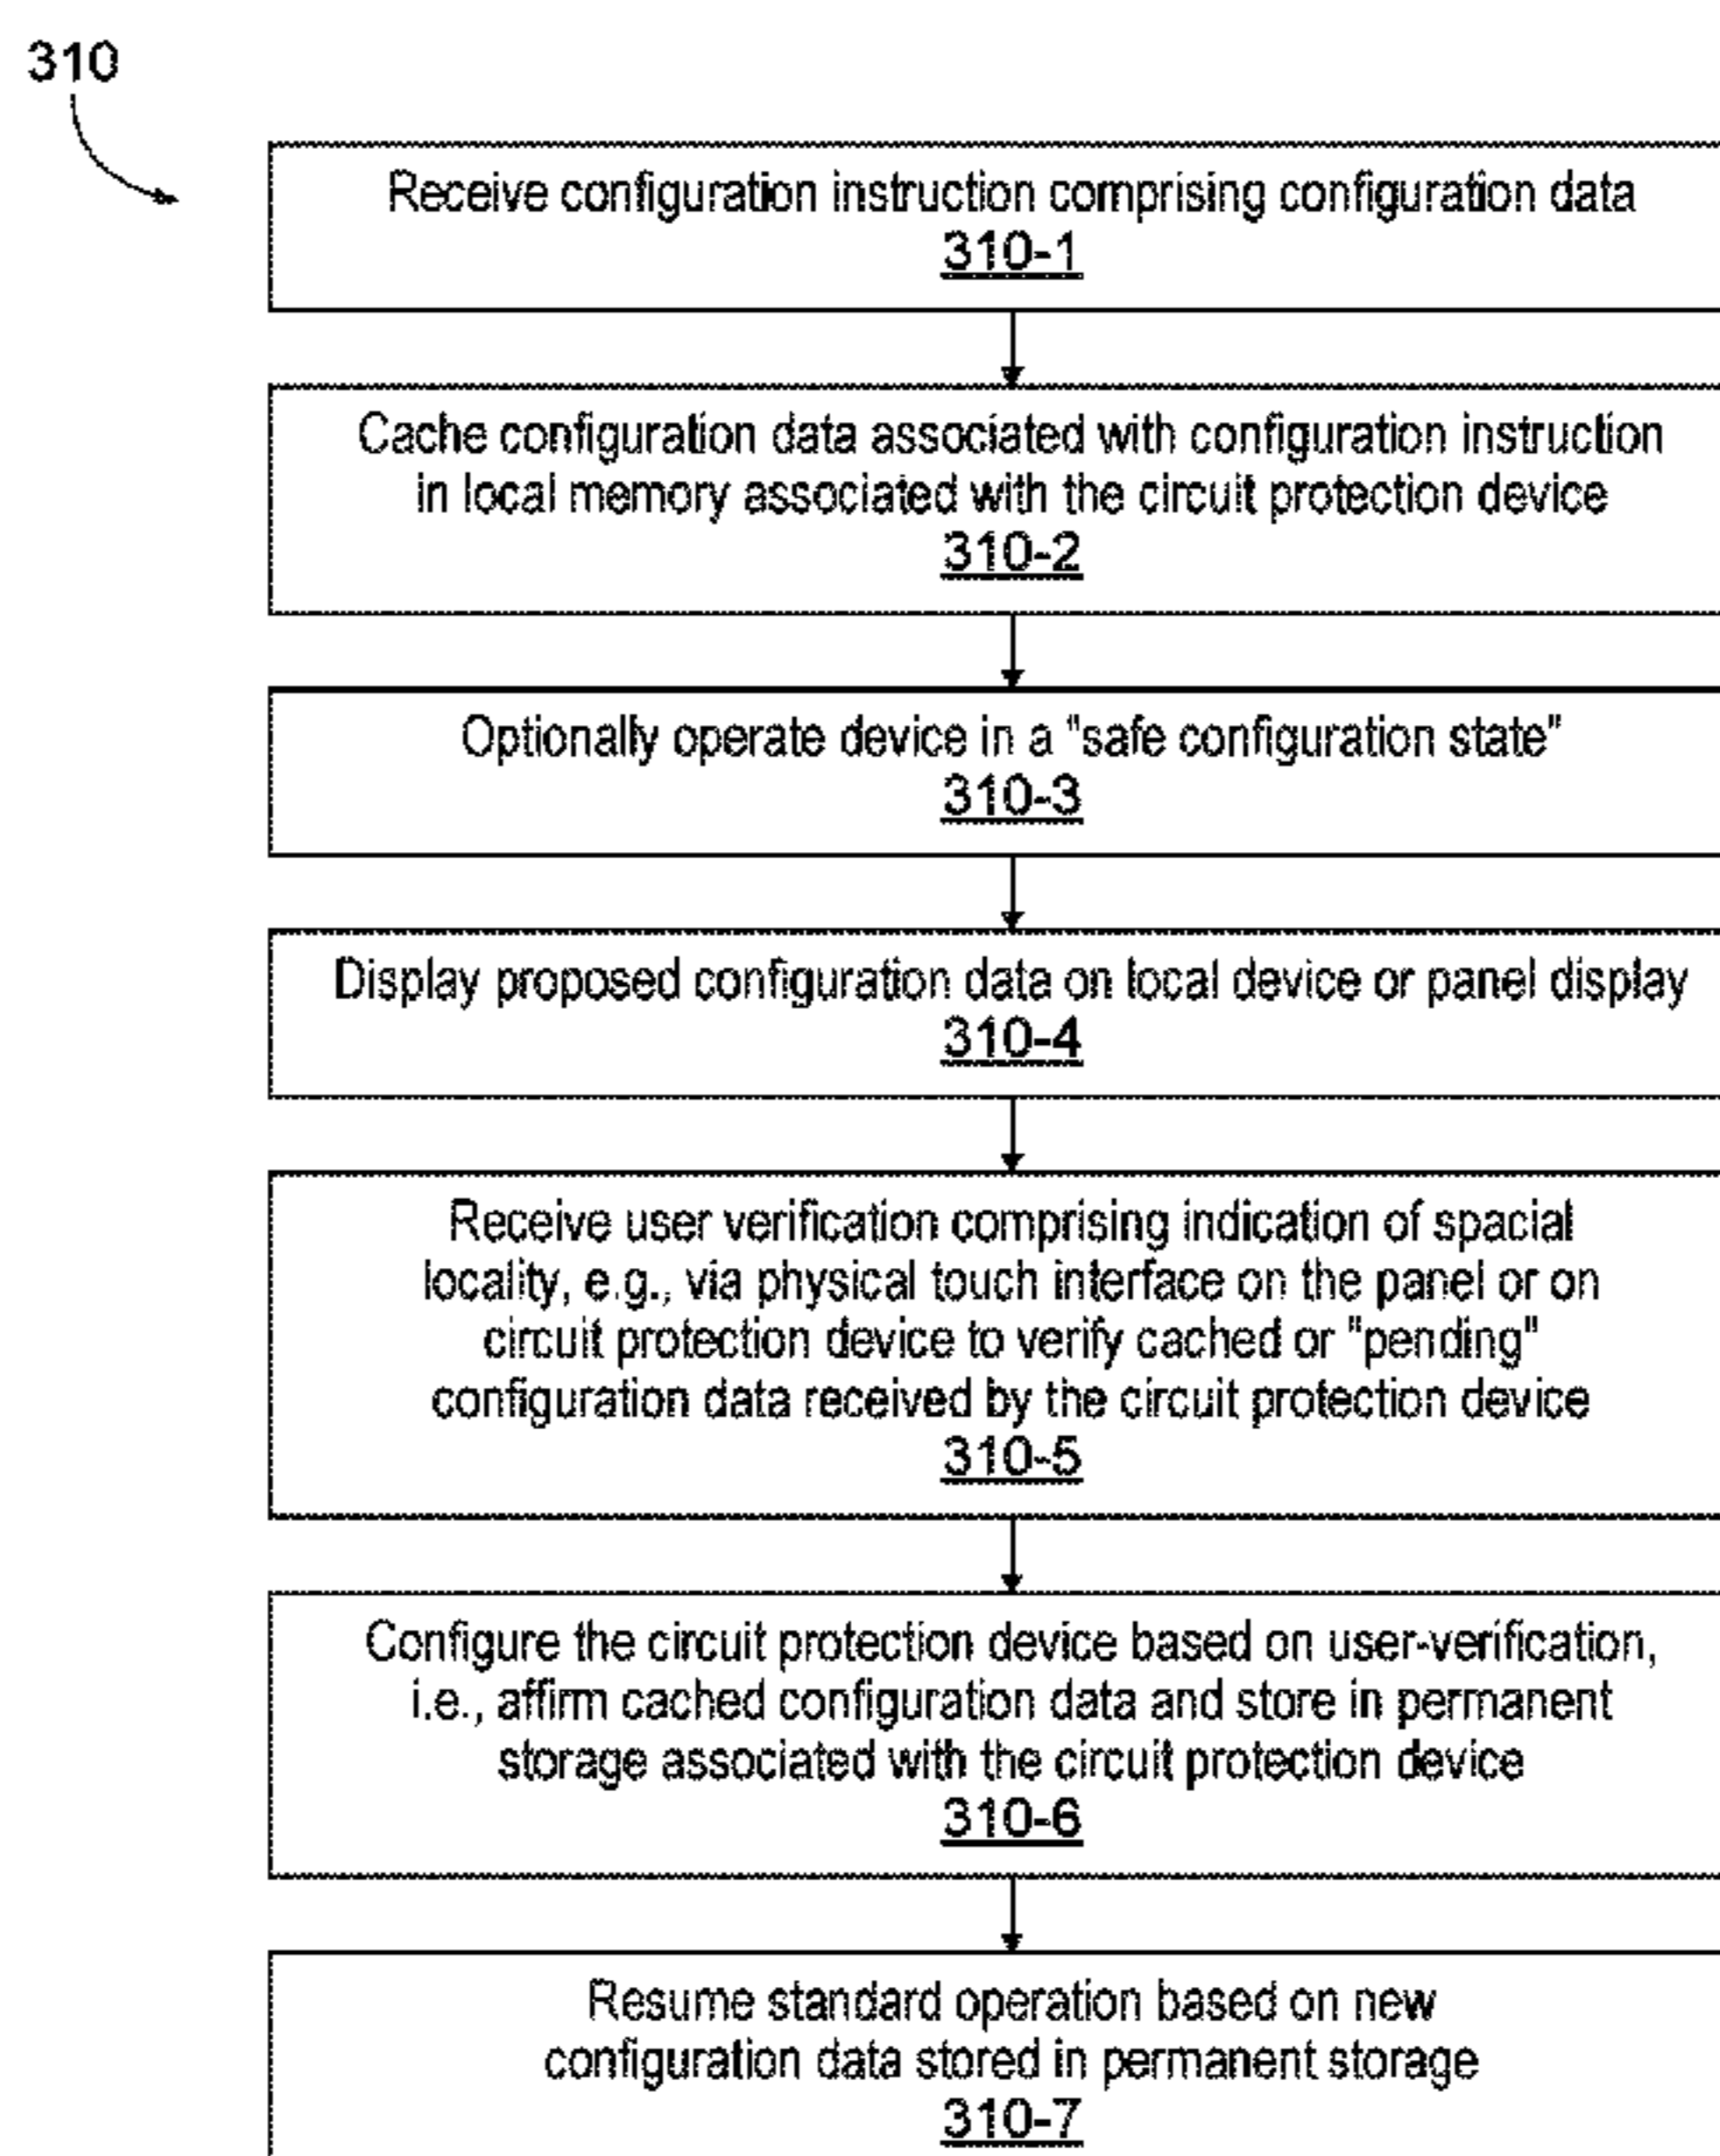 310
Receive configuration instruction comprising configuration data
310-1
Cache configuration data associated with configuration instruction
in local memory associated with the circuit protection device
310-2
Optionally operate device in a "safe configuration state"
310-3
Display proposed configuration data on local device or panel display
310-4
Receive user verification comprising indication of spacial
locality, e.g., via physical touch interface on the panel or on
circuit protection device to verify cached or "pending"
configuration data received by the circuit protection device
310-5
Configure the circuit protection device based on user-verification,
i.e., affirm cached configuration data and store in permanent
storage associated with the circuit protection device
310-6
Resume standard operation based on new
configuration data stored in permanent storage
310-7